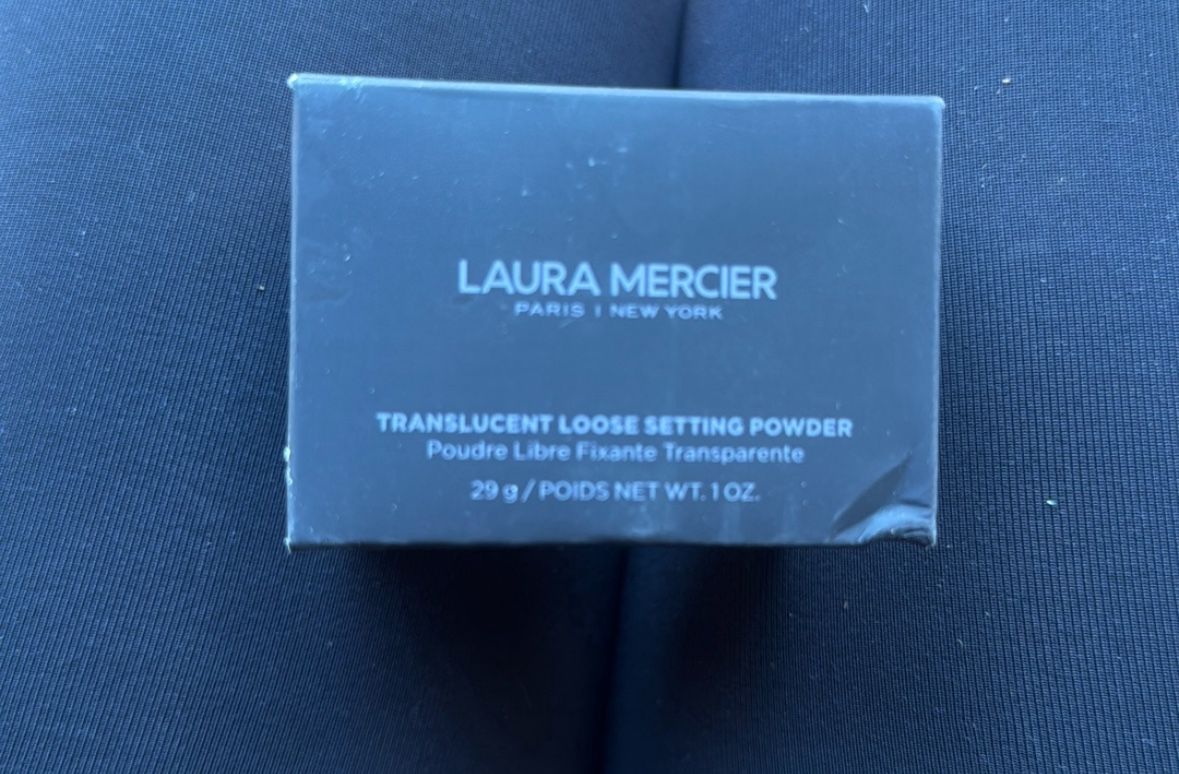 LAURA MERCIER
PARIS | NEW YORK
TRANSLUCENT LOOSE SETTING POWDER
Poudre Libre Fixante Transparente
29 g / POIDS NET WT. 1 OZ.